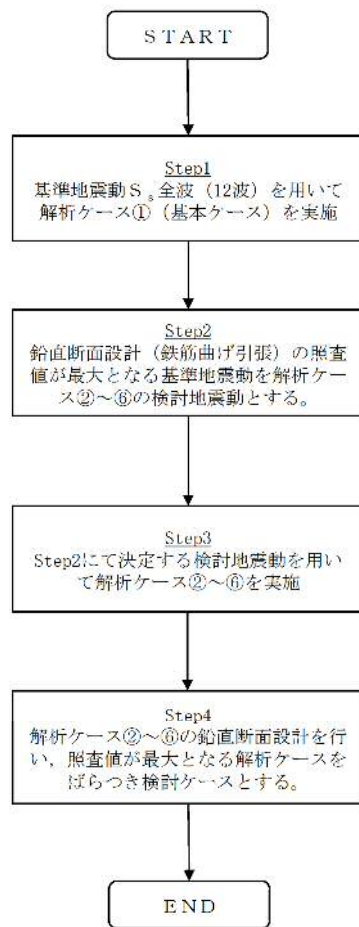 START
Step1
基準地震動Ｓs全波（12波）を用いて
解析ケース①（基本ケース）を実施
Step2
鉛直断面設計（鉄筋曲げ引張）の照査
値が最大となる基準地震動を解析ケー
ス②～⑥の検討地震動とする。
Step3
Step2にて決定する検討地震動を用い
て解析ケース②～⑥を実施
Step4
解析ケース②～⑥の鉛直断面設計を行
い，照査値が最大となる解析ケースを
ばらつき検討ケースとする。
END